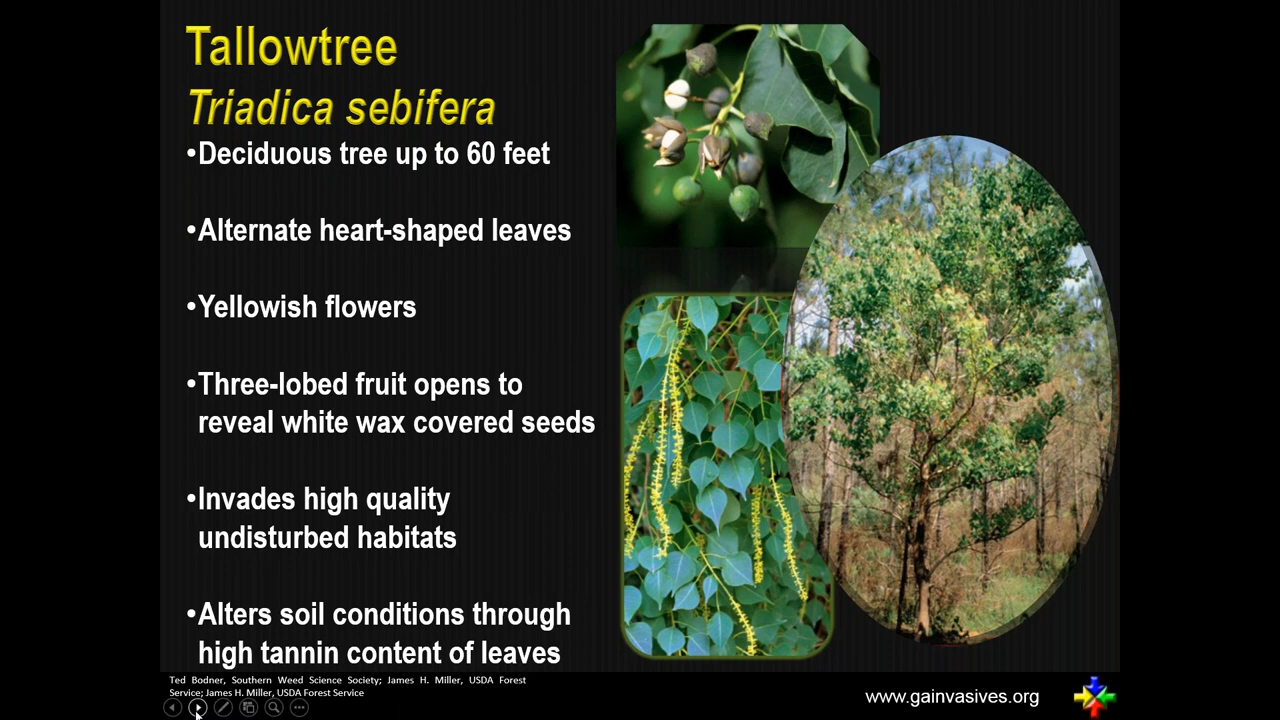 Tallowtree
Triadica sebifera
•Deciduous tree up to 60 feet
•Alternate heart-shaped leaves
•Yellowish flowers
•Three-lobed fruit opens to
reveal white wax covered seeds
•Invades high quality
undisturbed habitats
•Alters soil conditions through
high tannin content of leaves
Ted Bodner, Southern Weed Science Society; James H. Miller, USDA Forest
Service; James H. Miller, USDA Forest Service
www.gainvasives.org